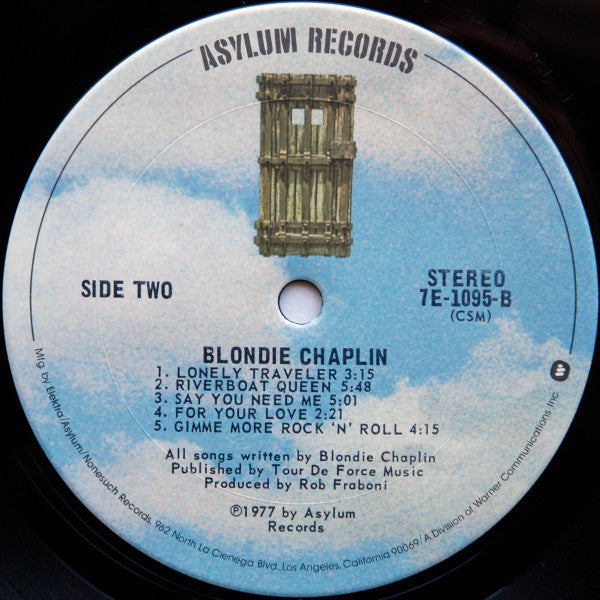 ASYLUM RECORDS
SIDE TWO
STEREO
7E-1095-B
(CSM)
BLONDIE CHAPLIN
1. LONELY TRAVELER 3:15
2. RIVERBOAT QUEEN 5:48
3. SAY YOU NEED ME 5:01
4. FOR YOUR LOVE 2:21
5. GIMME MORE ROCK 'N' ROLL 4:15
All songs written by Blondie Chaplin
Published by Tour De Force Music
Produced by Rob Fraboni
℗1977 by Asylum
Records
Mfg. by Elektra/Asylum/Nonesuch Records, 962 North La Cienega Blvd., Los Angeles, California 90069/A Division of Warner Communications Inc.